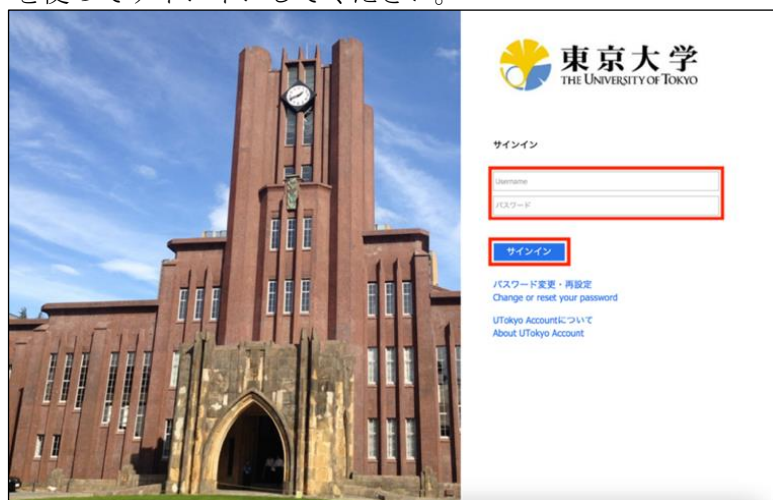 を使ってサインインしてください。
東京大学
THE UNIVERSITY OF TOKYO
サインイン
Username
パスワード
サインイン
パスワード変更・再設定
Change or reset your password
UTokyo Accountについて
About UTokyo Account